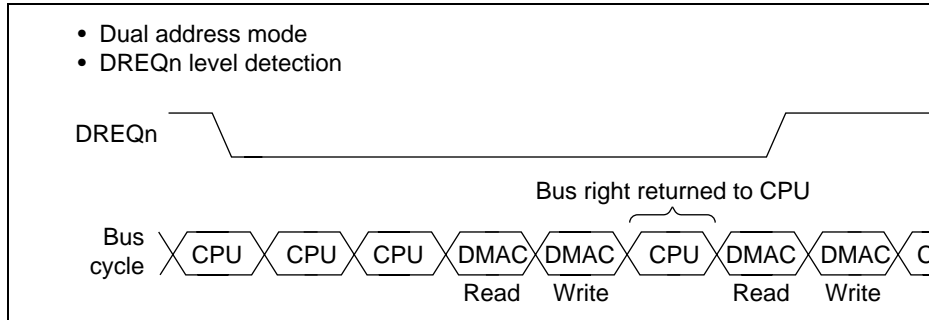 • Dual address mode
• DREQn level detection
DREQn
Bus right returned to CPU
Bus cycle
CPU CPU CPU DMAC DMAC CPU DMAC DMAC C
Read Write Read Write